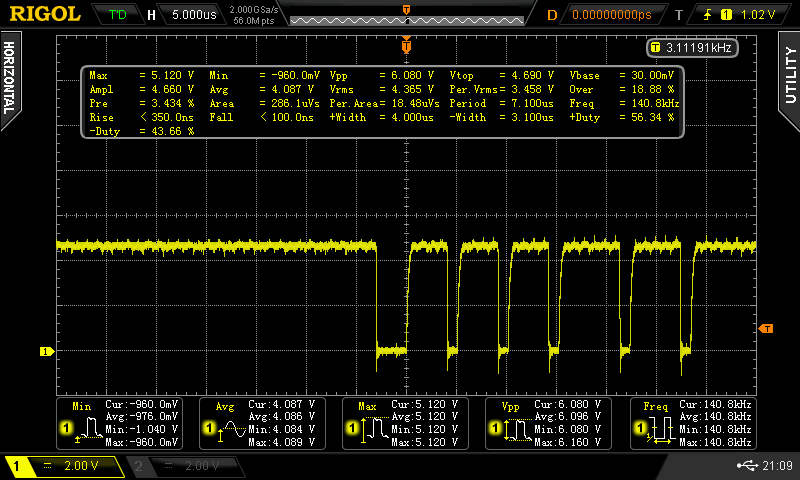 RIGOL T'D H 5.000us 2.000GSa/s 56.0M pts D 0.00000000ps T 1 1.02 V
HORIZONTAL
UTILITY
T 3.11191kHz
Max = 5.120 V Min = -960.0mV Vpp = 6.080 V Vtop = 4.690 V Vbase = 30.00mV
Ampl = 4.660 V Avg = 4.087 V Vrms = 4.365 V Per.Vrms= 3.458 V Over = 18.88 %
Pre = 3.434 % Area = 286.1uVs Per.Area= 18.48uVs Period = 7.100us Freq = 140.8kHz
Rise < 350.0ns Fall < 100.0ns +Width = 4.000us -Width = 3.100us +Duty = 56.34 %
-Duty = 43.66 %
T
T
1
T
Min Cur:-960.0mV Avg Cur:4.087 V Max Cur:5.120 V Vpp Cur:6.080 V Freq Cur:140.8kHz
Avg:-976.0mV Avg:4.086 V Avg:5.120 V Avg:6.096 V Avg:140.8kHz
1 Min:-1.040 V 1 Min:4.084 V 1 Min:5.120 V 1 Min:6.080 V 1 Min:140.8kHz
Max:-960.0mV Max:4.089 V Max:5.120 V Max:6.160 V Max:140.8kHz
1 2.00 V 2 2.00 V 21:09